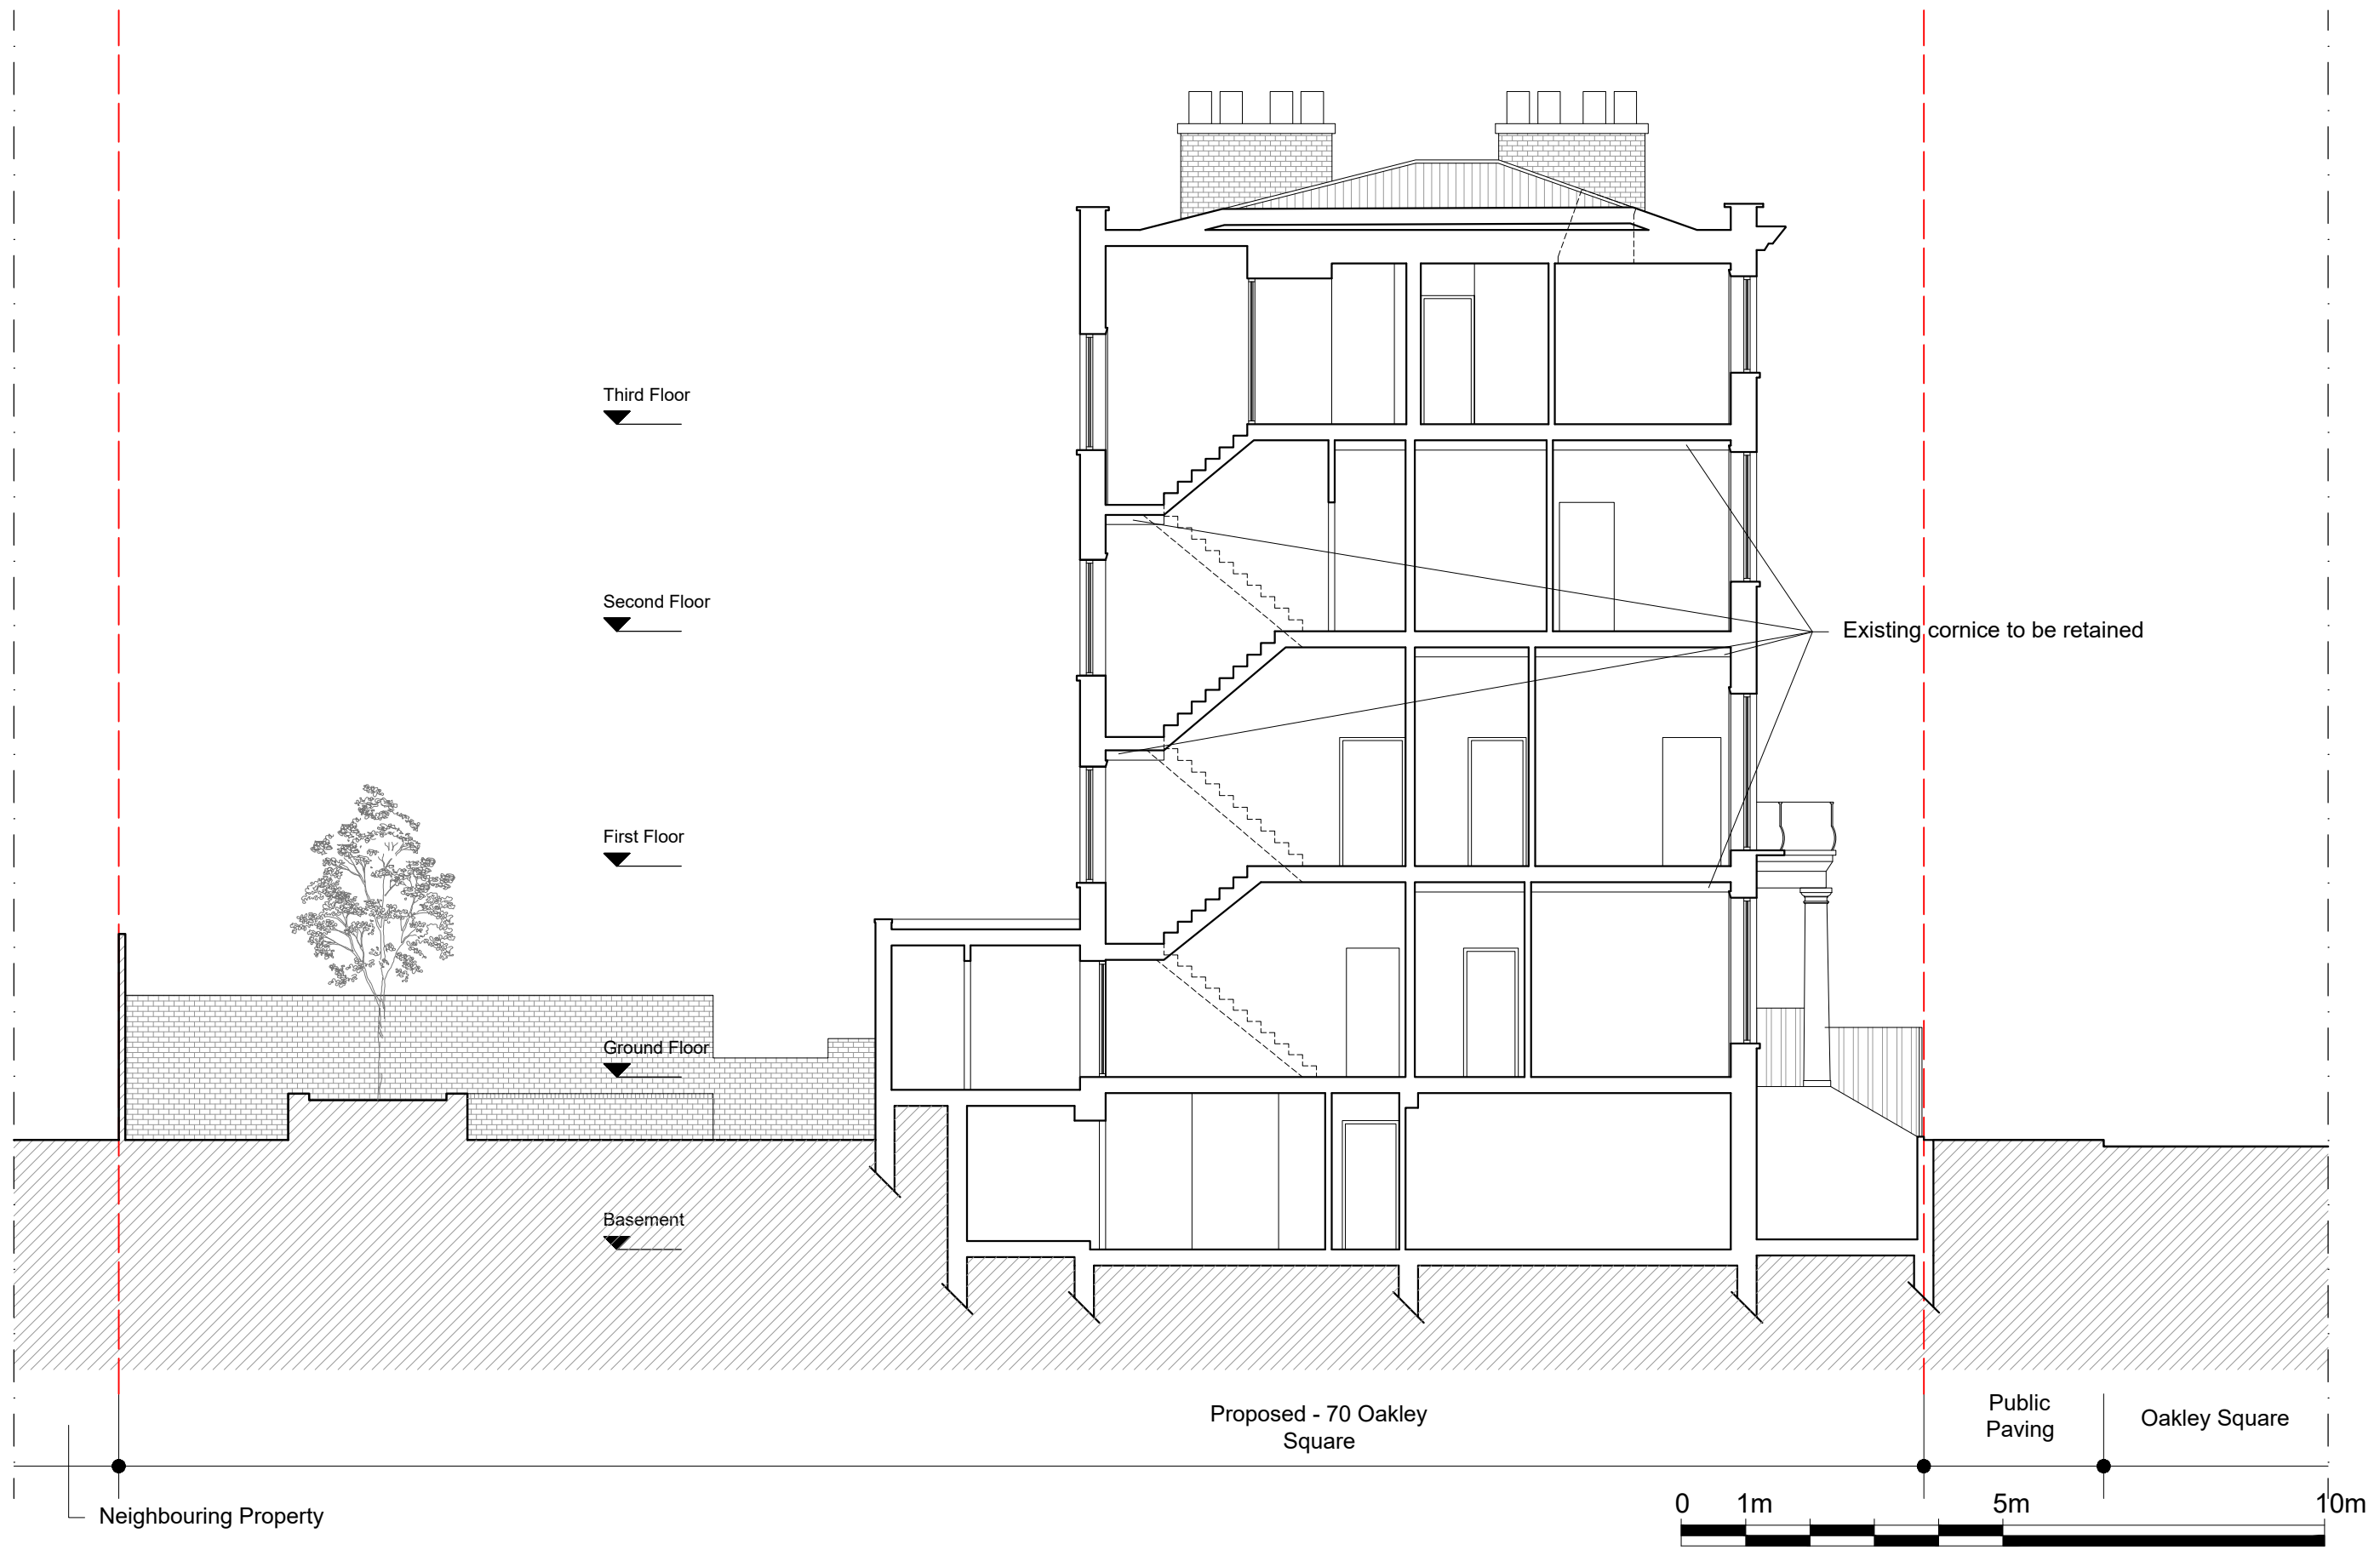 Third Floor
Second Floor
Existing cornice to be retained
First Floor
Ground Floor
Basement
Proposed - 70 Oakley
Square
Public
Paving
Oakley Square
Neighbouring Property
0 1m 5m 10m